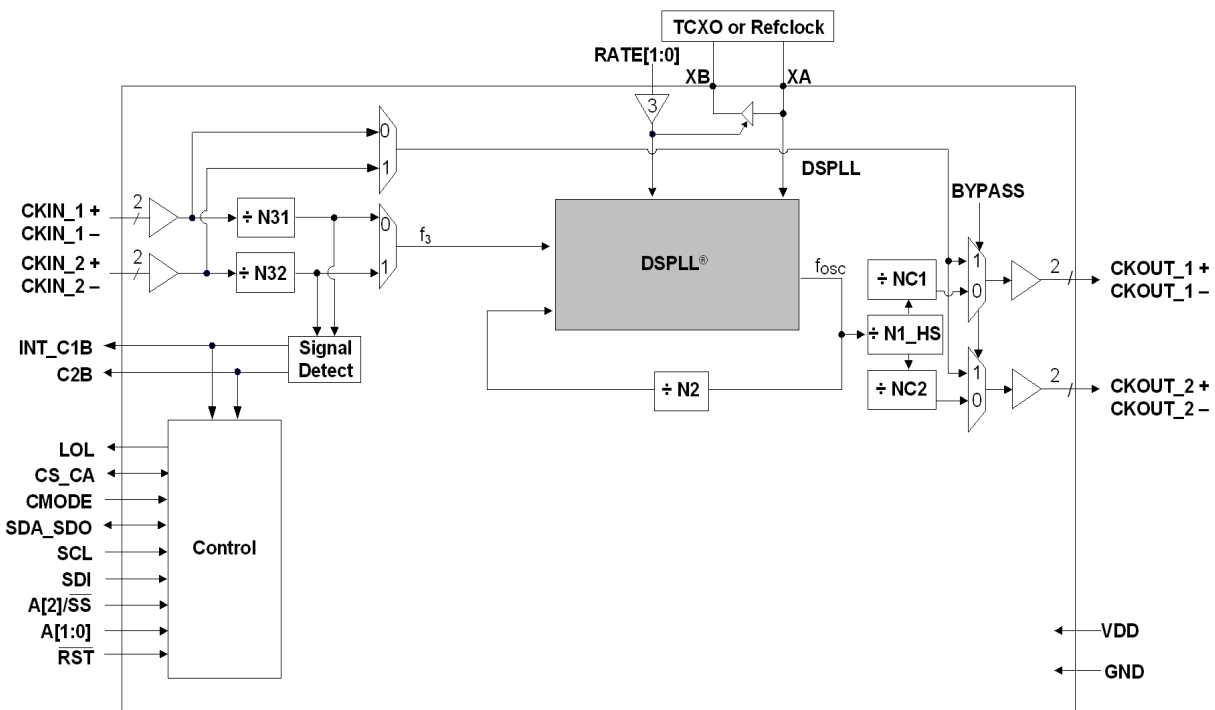 TCXO or Refclock
RATE[1:0]
XB
XA
3
0
1
DSPLL
BYPASS
CKIN_1 +
CKIN_1 –
2
÷ N31
0
1
f3
CKIN_2 +
CKIN_2 –
2
÷ N32
DSPLL®
fosc
÷ NC1
1
0
2
CKOUT_1 +
CKOUT_1 –
÷ N1_HS
INT_C1B
C2B
Signal
Detect
÷ N2
÷ NC2
1
0
2
CKOUT_2 +
CKOUT_2 –
LOL
CS_CA
CMODE
SDA_SDO
SCL
SDI
A[2]/S̅S̅
A[1:0]
R̅S̅T̅
Control
VDD
GND